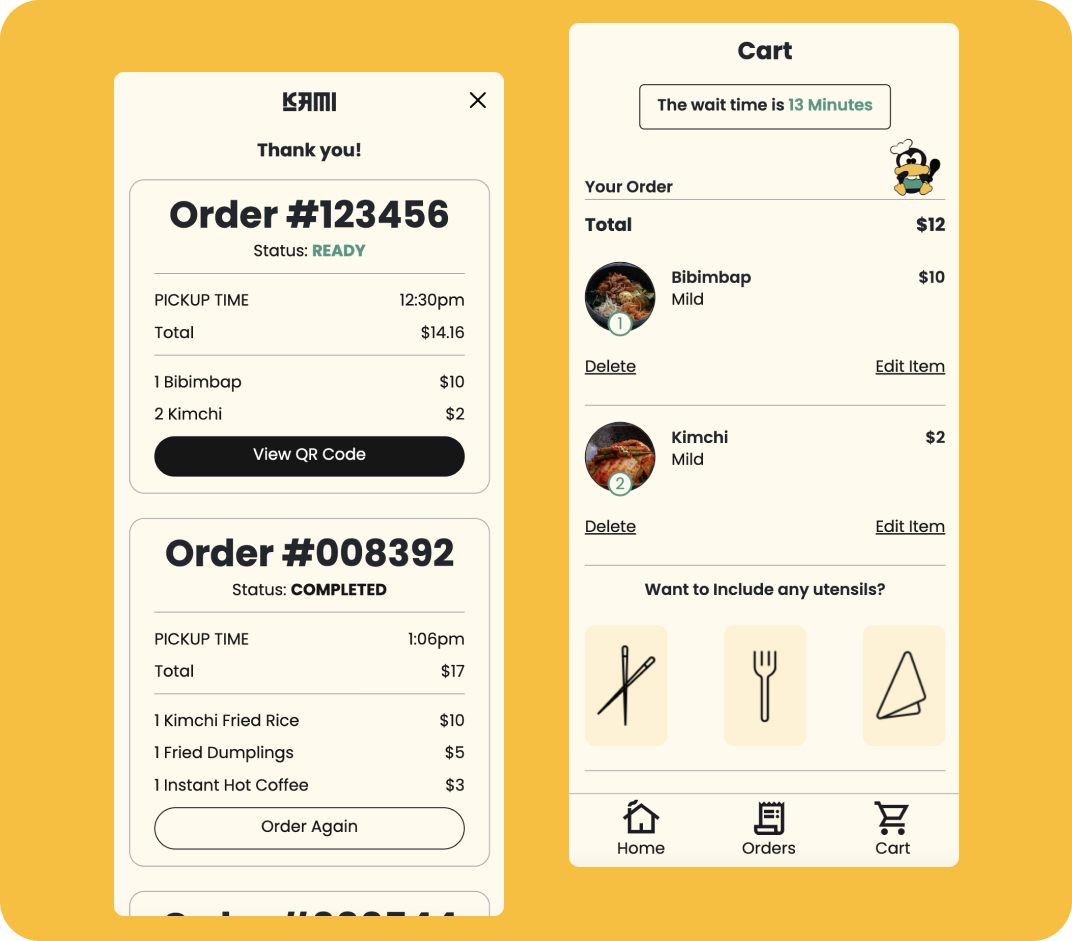 KAMI
Thank you!
Order #123456
Status: READY
PICKUP TIME 12:30pm
Total $14.16
1 Bibimbap $10
2 Kimchi $2
View QR Code
Order #008392
Status: COMPLETED
PICKUP TIME 1:06pm
Total $17
1 Kimchi Fried Rice $10
1 Fried Dumplings $5
1 Instant Hot Coffee $3
Order Again
Cart
The wait time is 13 Minutes
Your Order
Total $12
Bibimbap $10
Mild
1
Delete Edit Item
Kimchi $2
Mild
2
Delete Edit Item
Want to Include any utensils?
Home Orders Cart